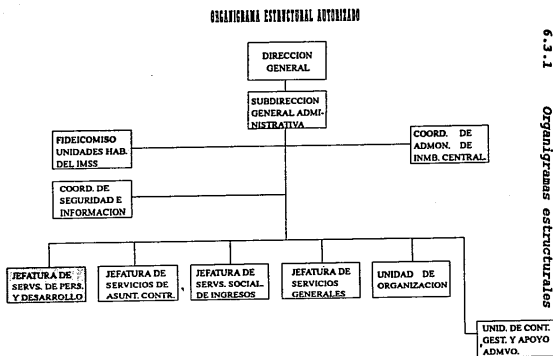 ORGANIGRAMA ESTRUCTURAL AUTORIZADO
6.3.1 Organigramas estructurales
DIRECCION
GENERAL
SUBDIRECCION
GENERAL ADMI-
NISTRATIVA
FIDEICOMISO
UNIDADES HAB.
DEL IMSS
COORD. DE
ADMON. DE
INMB. CENTRAL.
COORD. DE
SEGURIDAD E
INFORMACION
JEFATURA DE
SERVS. DE PERS.
Y DESARROLLO
JEFATURA DE
SERVICIOS DE
ASUNT. CONTR.
JEFATURA DE
SERVS. SOCIAL.
DE INGRESOS
JEFATURA DE
SERVICIOS
GENERALES
UNIDAD DE
ORGANIZACION
UNID. DE CONT.
GEST. Y APOYO
ADMVO.